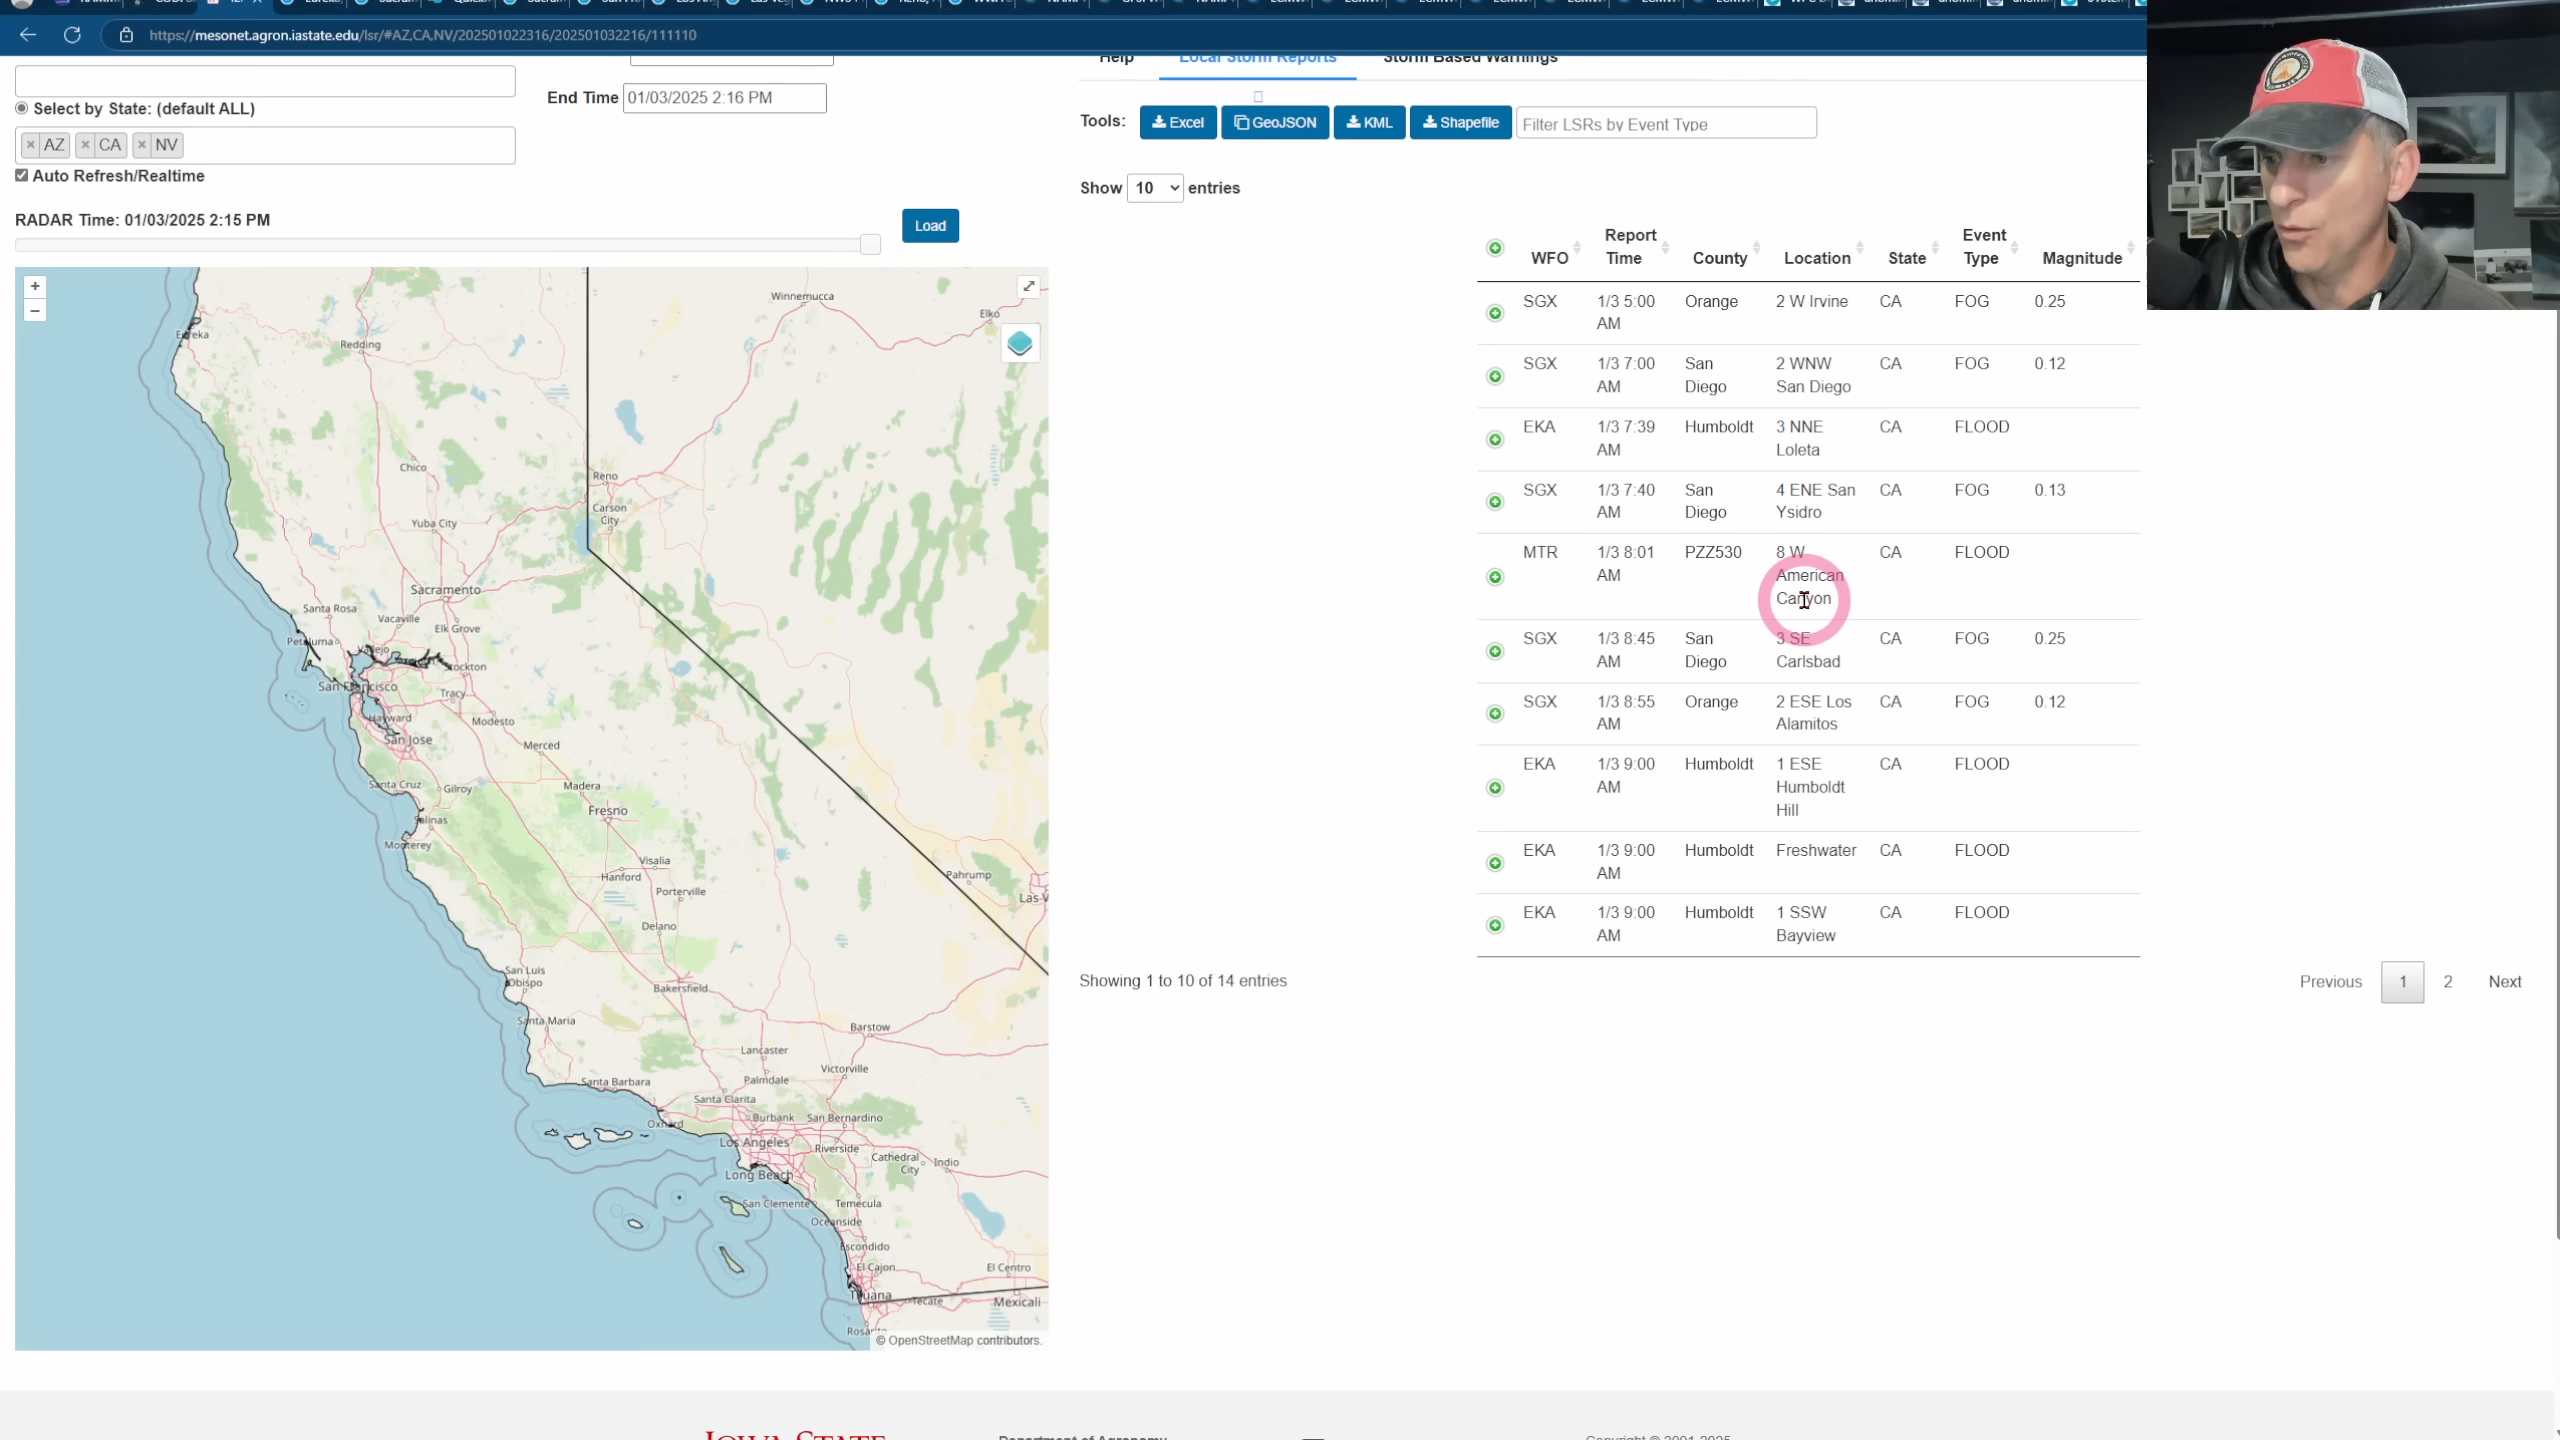 https://mesonet.agron.iastate.edu/lsr/#AZ,CA,NV/202501022316/202501032216/111110
Select by State: (default ALL)
× AZ × CA × NV
Auto Refresh/Realtime
End Time 01/03/2025 2:16 PM
RADAR Time: 01/03/2025 2:15 PM
Load
+
−
Winnemucca
Elko
Eureka
Redding
Chico
Reno
Carson
City
Yuba City
Sacramento
Santa Rosa
Vacaville
Elk Grove
Petaluma
Vallejo
Stockton
San Francisco
Tracy
Hayward
Modesto
San Jose
Merced
Santa Cruz
Gilroy
Madera
Salinas
Fresno
Monterey
Visalia
Hanford
Porterville
Pahrump
Las V
Delano
San Luis
Obispo
Bakersfield
Santa Maria
Barstow
Lancaster
Victorville
Palmdale
Santa Barbara
Santa Clarita
Burbank
San Bernardino
Oxnard
Los Angeles
Riverside
Cathedral
City
Indio
Long Beach
San Clemente
Temecula
Oceanside
Escondido
El Cajon
El Centro
Tijuana
Tecate
Mexicali
© OpenStreetMap contributors.
Help
Local Storm Reports
Storm Based Warnings
Tools: Excel GeoJSON KML Shapefile Filter LSRs by Event Type
Show 10 entries
WFO Report Time County Location State Event Type Magnitude
SGX 1/3 5:00 AM Orange 2 W Irvine CA FOG 0.25
SGX 1/3 7:00 AM San Diego 2 WNW San Diego CA FOG 0.12
EKA 1/3 7:39 AM Humboldt 3 NNE Loleta CA FLOOD
SGX 1/3 7:40 AM San Diego 4 ENE San Ysidro CA FOG 0.13
MTR 1/3 8:01 AM PZZ530 8 W American Canyon CA FLOOD
SGX 1/3 8:45 AM San Diego 3 SE Carlsbad CA FOG 0.25
SGX 1/3 8:55 AM Orange 2 ESE Los Alamitos CA FOG 0.12
EKA 1/3 9:00 AM Humboldt 1 ESE Humboldt Hill CA FLOOD
EKA 1/3 9:00 AM Humboldt Freshwater CA FLOOD
EKA 1/3 9:00 AM Humboldt 1 SSW Bayview CA FLOOD
Showing 1 to 10 of 14 entries
Previous 1 2 Next
IOWA STATE
Department of Agronomy
Copyright © 2001-2025